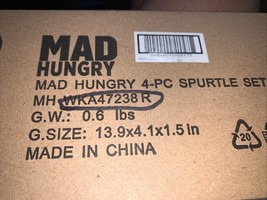 MAD
HUNGRY
MAD HUNGRY 4-PC SPURTLE SET
MH WKA47238 R
G.W.: 0.6 lbs
G.SIZE: 13.9x4.1x1.5 in
MADE IN CHINA
20